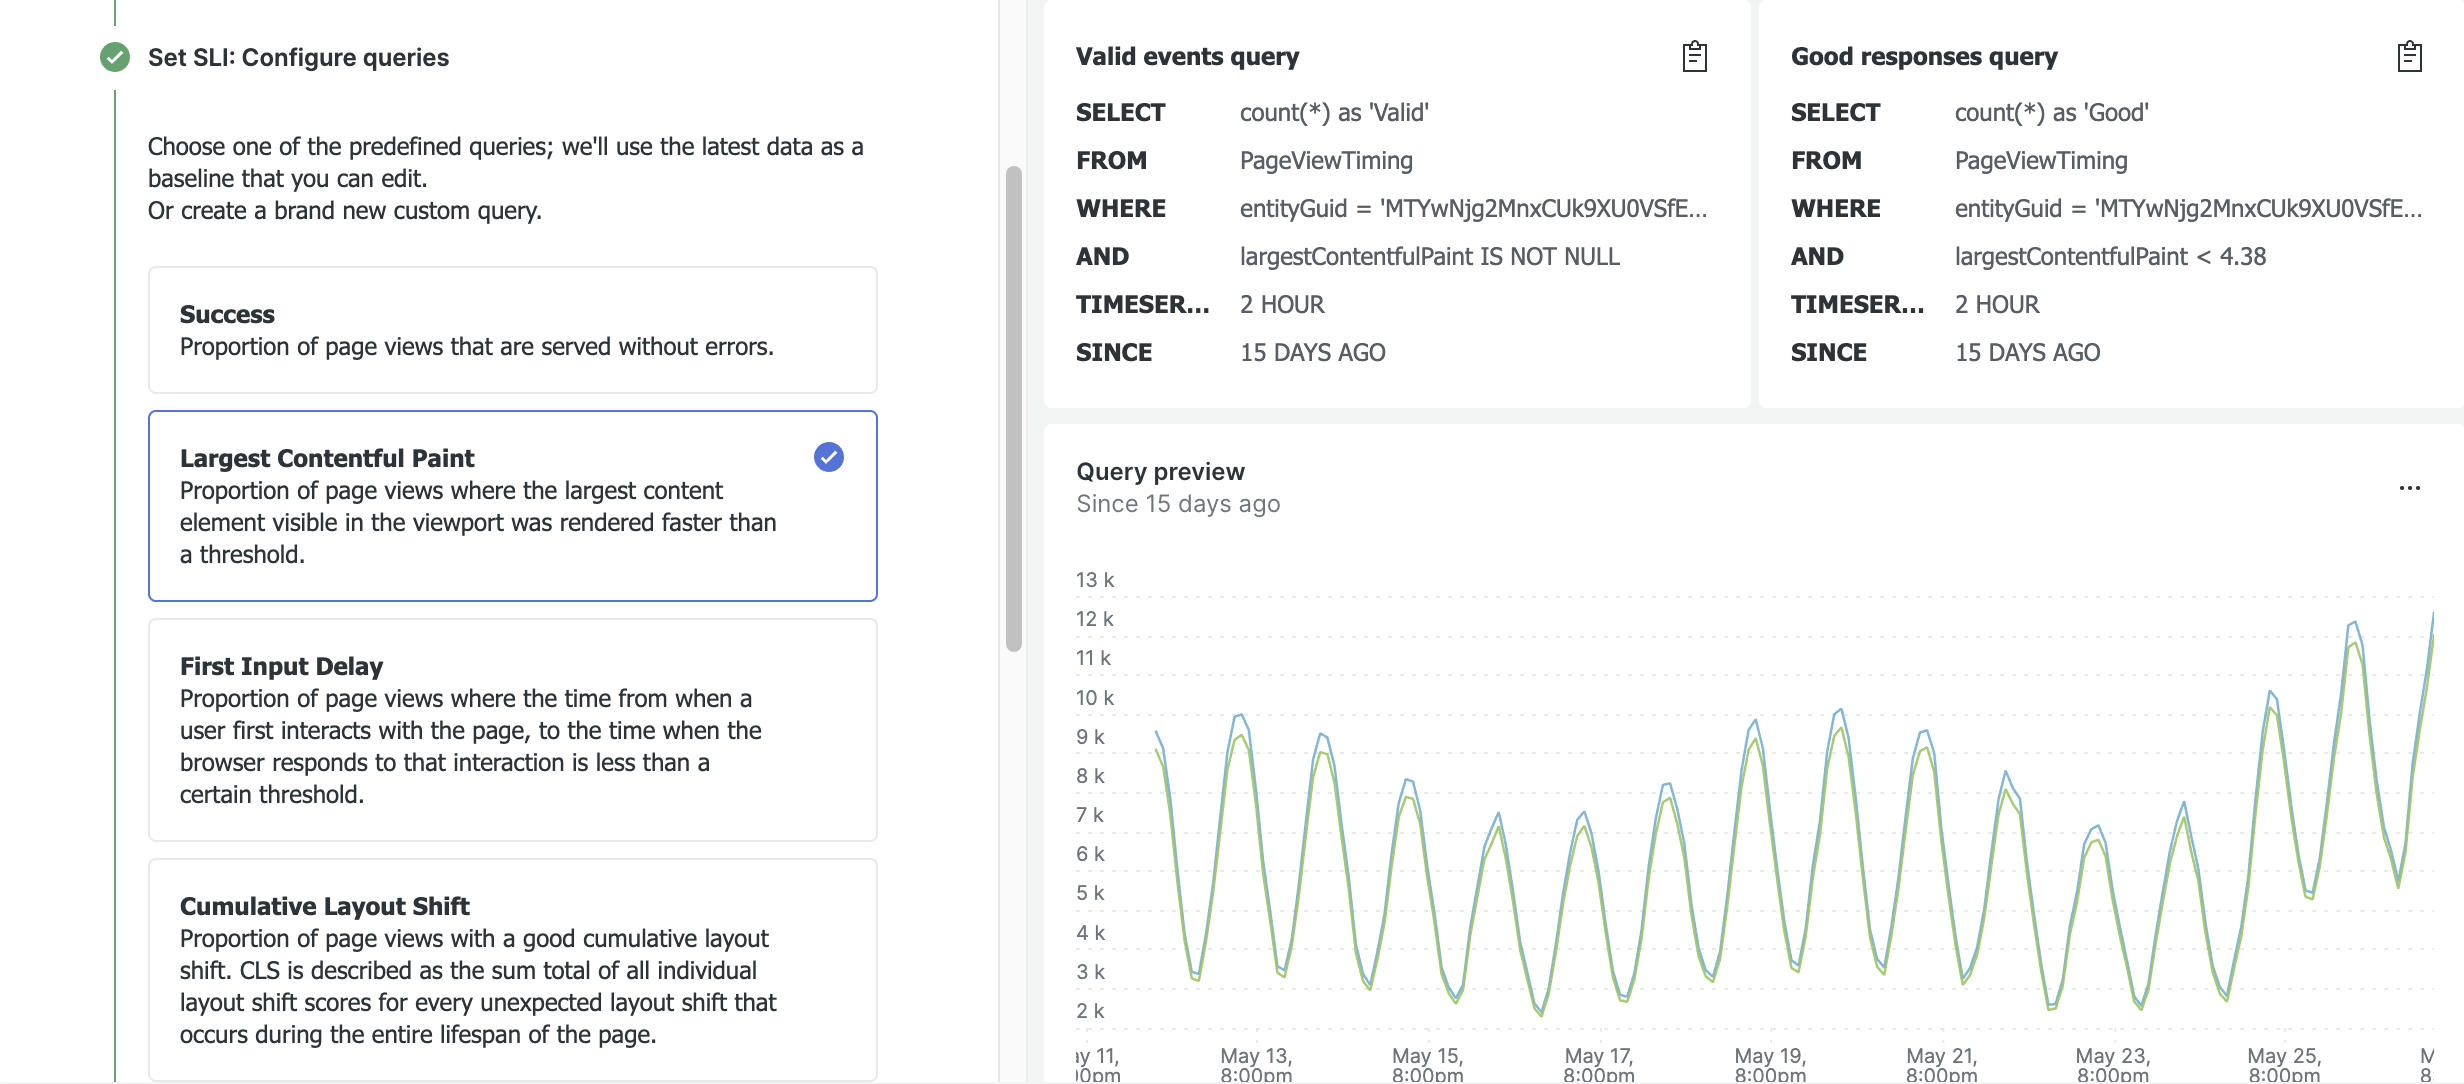 Set SLI: Configure queries
Choose one of the predefined queries; we'll use the latest data as a
baseline that you can edit.
Or create a brand new custom query.
Success
Proportion of page views that are served without errors.
Largest Contentful Paint
Proportion of page views where the largest content
element visible in the viewport was rendered faster than
a threshold.
First Input Delay
Proportion of page views where the time from when a
user first interacts with the page, to the time when the
browser responds to that interaction is less than a
certain threshold.
Cumulative Layout Shift
Proportion of page views with a good cumulative layout
shift. CLS is described as the sum total of all individual
layout shift scores for every unexpected layout shift that
occurs during the entire lifespan of the page.
Valid events query
SELECT count(*) as 'Valid'
FROM PageViewTiming
WHERE entityGuid = 'MTYwNjg2MnxCUk9XU0VSfE...
AND largestContentfulPaint IS NOT NULL
TIMESER... 2 HOUR
SINCE 15 DAYS AGO
Good responses query
SELECT count(*) as 'Good'
FROM PageViewTiming
WHERE entityGuid = 'MTYwNjg2MnxCUk9XU0VSfE...
AND largestContentfulPaint < 4.38
TIMESER... 2 HOUR
SINCE 15 DAYS AGO
Query preview
Since 15 days ago
13 k
12 k
11 k
10 k
9 k
8 k
7 k
6 k
5 k
4 k
3 k
2 k
ay 11, May 13, May 15, May 17, May 19, May 21, May 23, May 25, M
00pm 8:00pm 8:00pm 8:00pm 8:00pm 8:00pm 8:00pm 8:00pm 8: